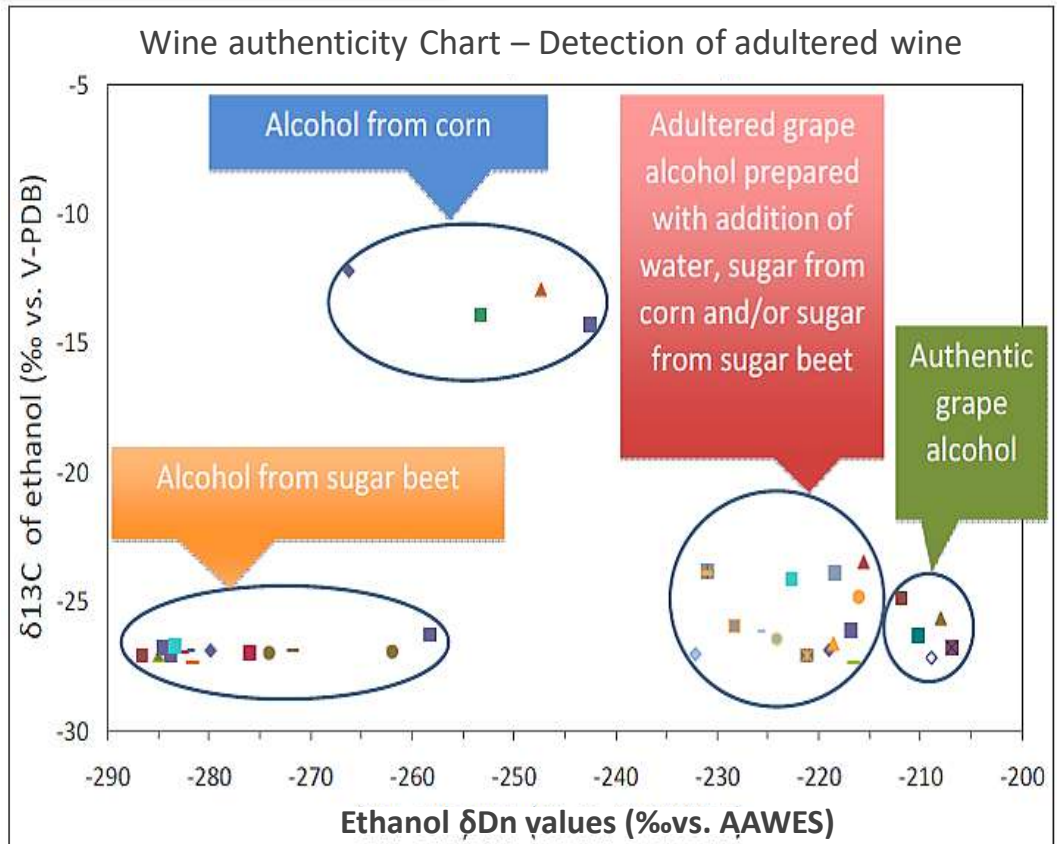 Wine authenticity Chart – Detection of adultered wine
-5
-10
-15
-20
-25
-30
δ13C of ethanol (‰ vs. V-PDB)
Alcohol from corn
Adultered grape
alcohol prepared
with addition of
water, sugar from
corn and/or sugar
from sugar beet
Authentic
grape
alcohol
Alcohol from sugar beet
-290
-280
-270
-260
-250
-240
-230
-220
-210
-200
Ethanol δDn values (‰vs. AAWES)